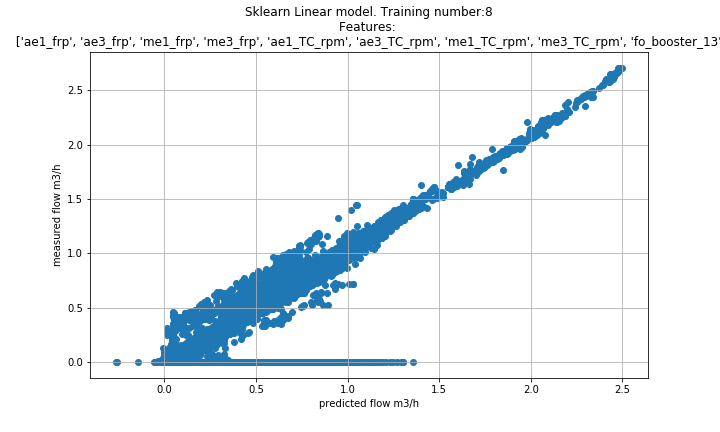 Sklearn Linear model. Training number:8
Features:
['ae1_frp', 'ae3_frp', 'me1_frp', 'me3_frp', 'ae1_TC_rpm', 'ae3_TC_rpm', 'me1_TC_rpm', 'me3_TC_rpm', 'fo_booster_13'
2.5
2.0
1.5
1.0
0.5
0.0
measured flow m3/h
0.0 0.5 1.0 1.5 2.0 2.5
predicted flow m3/h